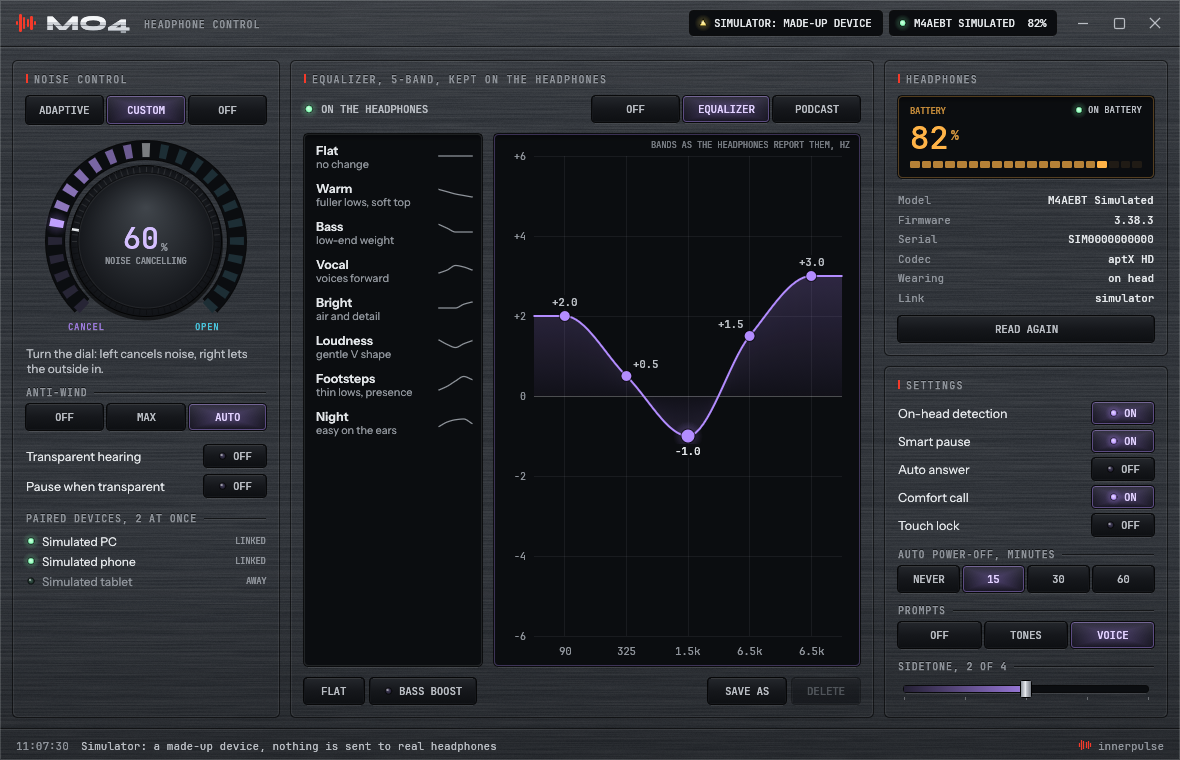 MO4 HEADPHONE CONTROL
SIMULATOR: MADE-UP DEVICE
M4AEBT SIMULATED 82%
NOISE CONTROL
ADAPTIVE CUSTOM OFF
60%
NOISE CANCELLING
CANCEL OPEN
Turn the dial: left cancels noise, right lets
the outside in.
ANTI-WIND
OFF MAX AUTO
Transparent hearing OFF
Pause when transparent OFF
PAIRED DEVICES, 2 AT ONCE
Simulated PC LINKED
Simulated phone LINKED
Simulated tablet AWAY
EQUALIZER, 5-BAND, KEPT ON THE HEADPHONES
ON THE HEADPHONES
OFF EQUALIZER PODCAST
Flat
no change
Warm
fuller lows, soft top
Bass
low-end weight
Vocal
voices forward
Bright
air and detail
Loudness
gentle V shape
Footsteps
thin lows, presence
Night
easy on the ears
BANDS AS THE HEADPHONES REPORT THEM, HZ
+6
+4
+2
0
-2
-4
-6
+2.0
+0.5
-1.0
+1.5
+3.0
90 325 1.5k 6.5k 6.5k
FLAT BASS BOOST SAVE AS DELETE
HEADPHONES
BATTERY ON BATTERY
82%
Model M4AEBT Simulated
Firmware 3.38.3
Serial SIM0000000000
Codec aptX HD
Wearing on head
Link simulator
READ AGAIN
SETTINGS
On-head detection ON
Smart pause ON
Auto answer OFF
Comfort call ON
Touch lock OFF
AUTO POWER-OFF, MINUTES
NEVER 15 30 60
PROMPTS
OFF TONES VOICE
SIDETONE, 2 OF 4
11:07:30 Simulator: a made-up device, nothing is sent to real headphones
innerpulse